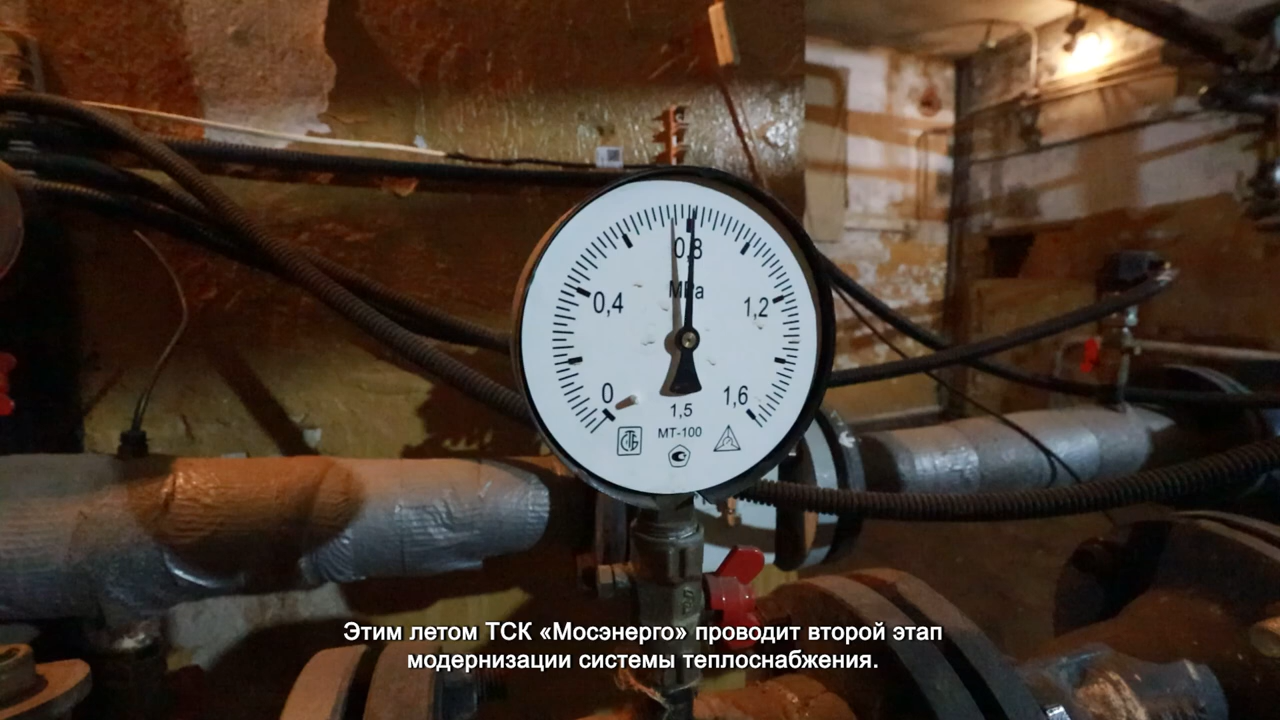 0,8
MPa
0,4
1,2
0
1,6
1,5
МТ-100
Этим летом ТСК «Мосэнерго» проводит второй этап
модернизации системы теплоснабжения.